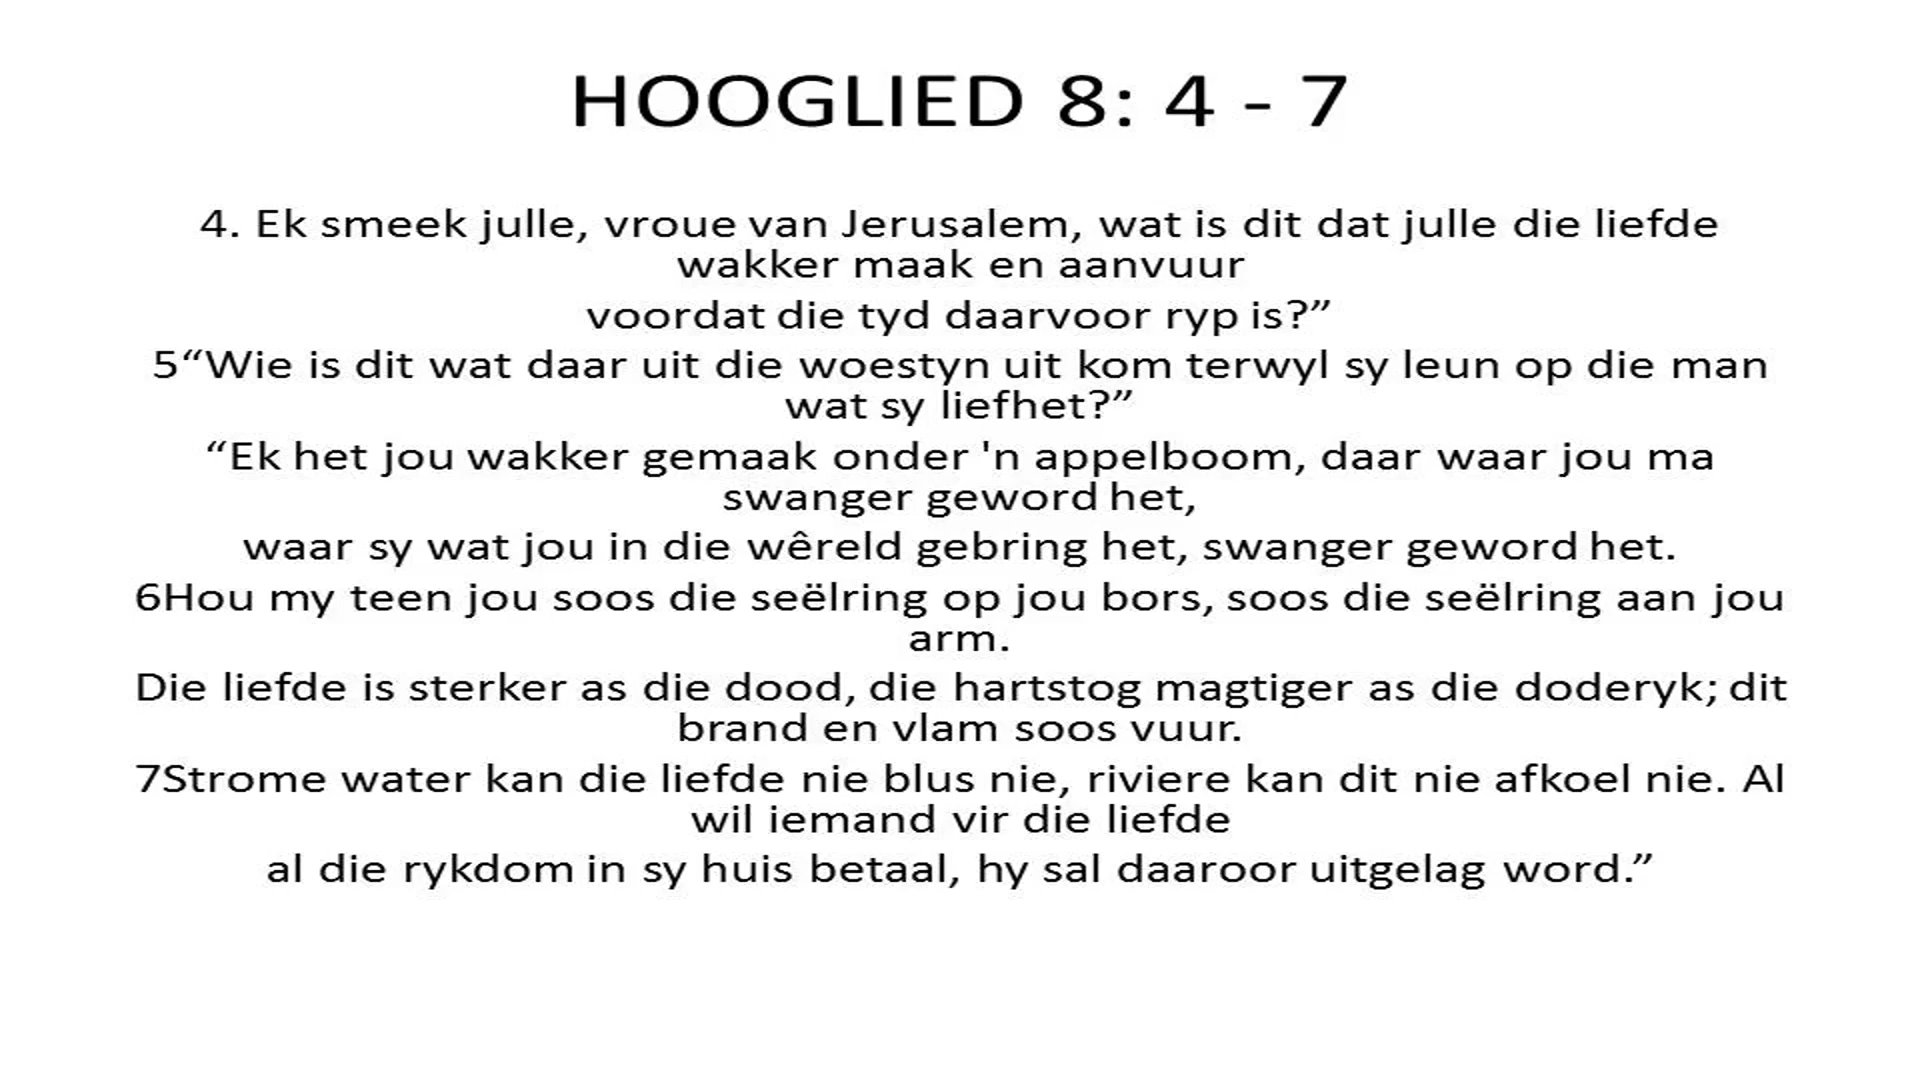 HOOGLIED 8: 4 - 7
4. Ek smeek julle, vroue van Jerusalem, wat is dit dat julle die liefde
wakker maak en aanvuur
voordat die tyd daarvoor ryp is?”
5“Wie is dit wat daar uit die woestyn uit kom terwyl sy leun op die man
wat sy liefhet?”
“Ek het jou wakker gemaak onder 'n appelboom, daar waar jou ma
swanger geword het,
waar sy wat jou in die wêreld gebring het, swanger geword het.
6Hou my teen jou soos die seëlring op jou bors, soos die seëlring aan jou
arm.
Die liefde is sterker as die dood, die hartstog magtiger as die doderyk; dit
brand en vlam soos vuur.
7Strome water kan die liefde nie blus nie, riviere kan dit nie afkoel nie. Al
wil iemand vir die liefde
al die rykdom in sy huis betaal, hy sal daaroor uitgelag word.”